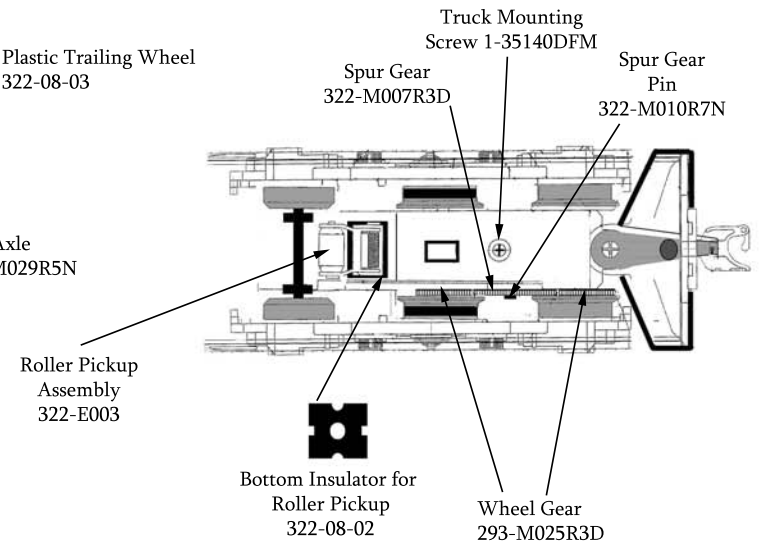 Truck Mounting
Screw 1-35140DFM
Plastic Trailing Wheel
322-08-03
Spur Gear
322-M007R3D
Spur Gear
Pin
322-M010R7N
Axle
M029R5N
Roller Pickup
Assembly
322-E003
Bottom Insulator for
Roller Pickup
322-08-02
Wheel Gear
293-M025R3D